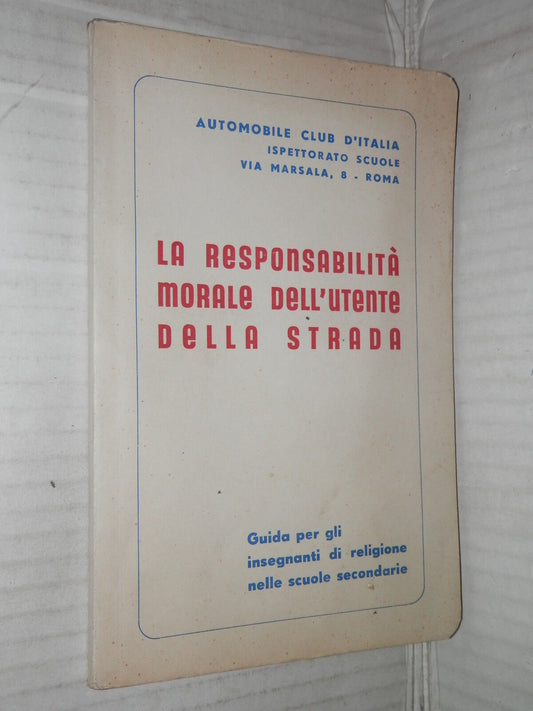 AUTOMOBILE CLUB D'ITALIA
ISPETTORATO SCUOLE
VIA MARSALA, 8 - ROMA
LA RESPONSABILITÀ
MORALE DELL'UTENTE
DELLA STRADA
Guida per gli
insegnanti di religione
nelle scuole secondarie